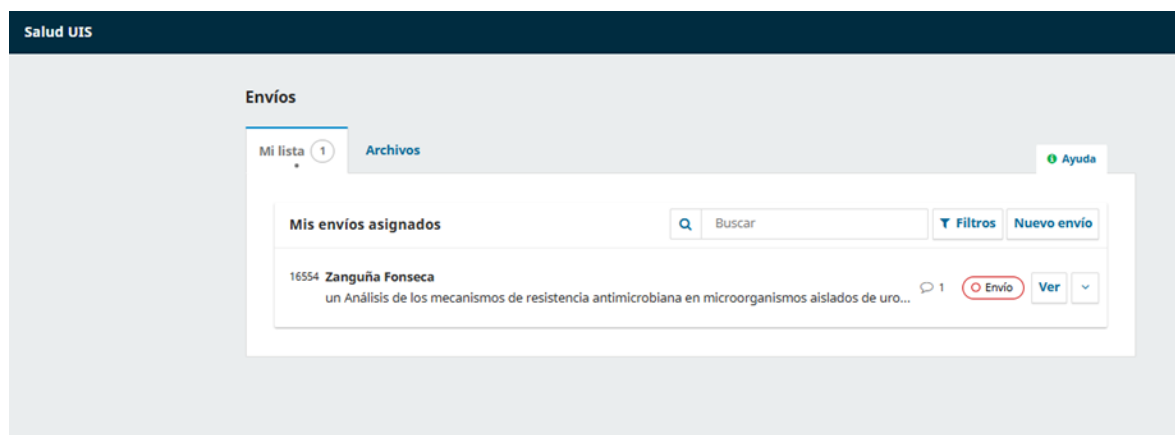 Salud UIS
Envíos
Mi lista 1 Archivos
Ayuda
Mis envíos asignados Buscar Filtros Nuevo envío
16554 Zanguña Fonseca
un Análisis de los mecanismos de resistencia antimicrobiana en microorganismos aislados de uro... 1 Envío Ver